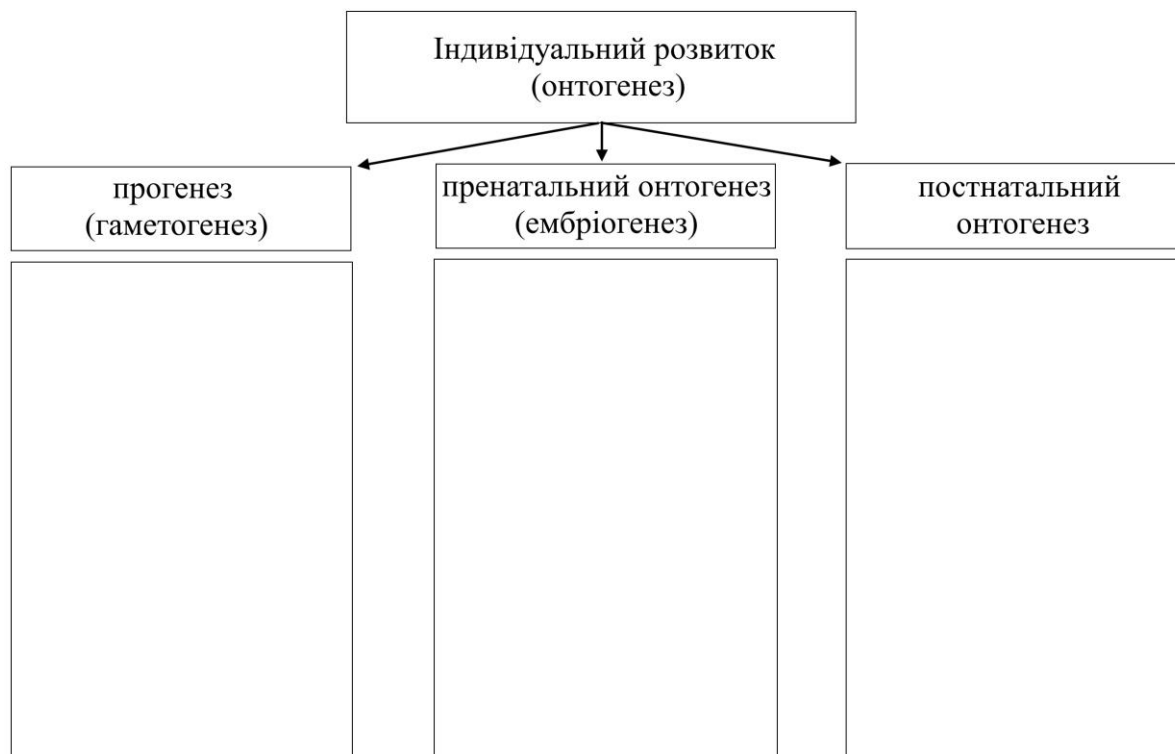 Індивідуальний розвиток
(онтогенез)
прогенез
(гаметогенез)
пренатальний онтогенез
(ембріогенез)
постнатальний
онтогенез